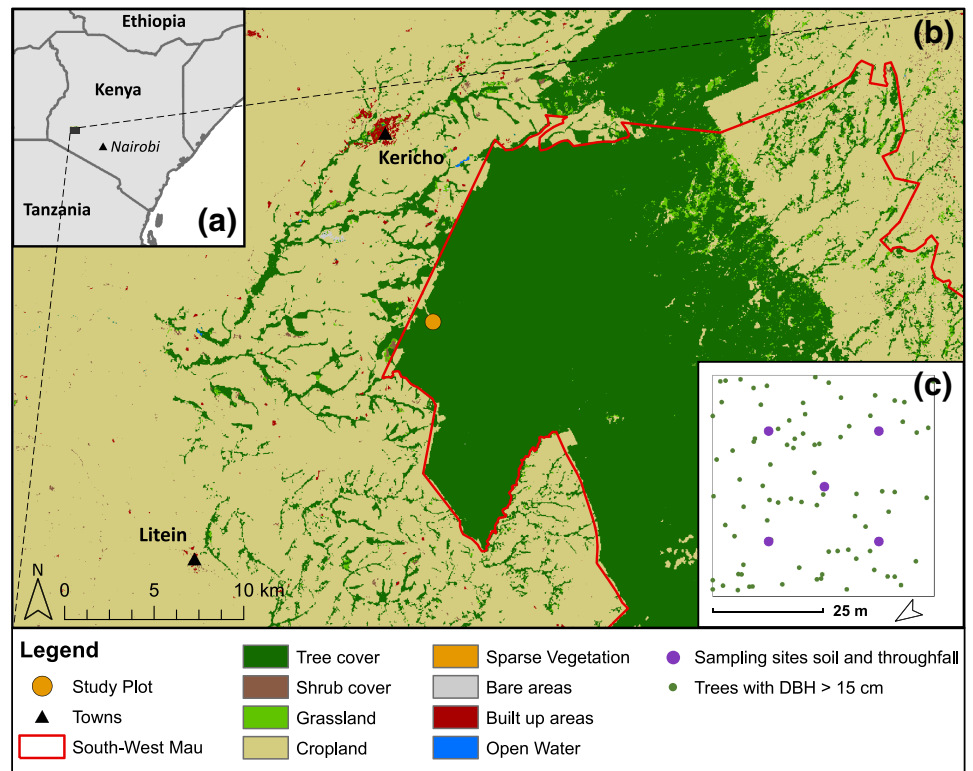 Ethiopia
Kenya
Nairobi
Tanzania
(a)
(b)
Kericho
Litein
N
0 5 10 km
(c)
25 m
Legend
Study Plot
Towns
South-West Mau
Tree cover
Shrub cover
Grassland
Cropland
Sparse Vegetation
Bare areas
Built up areas
Open Water
Sampling sites soil and throughfall
Trees with DBH > 15 cm